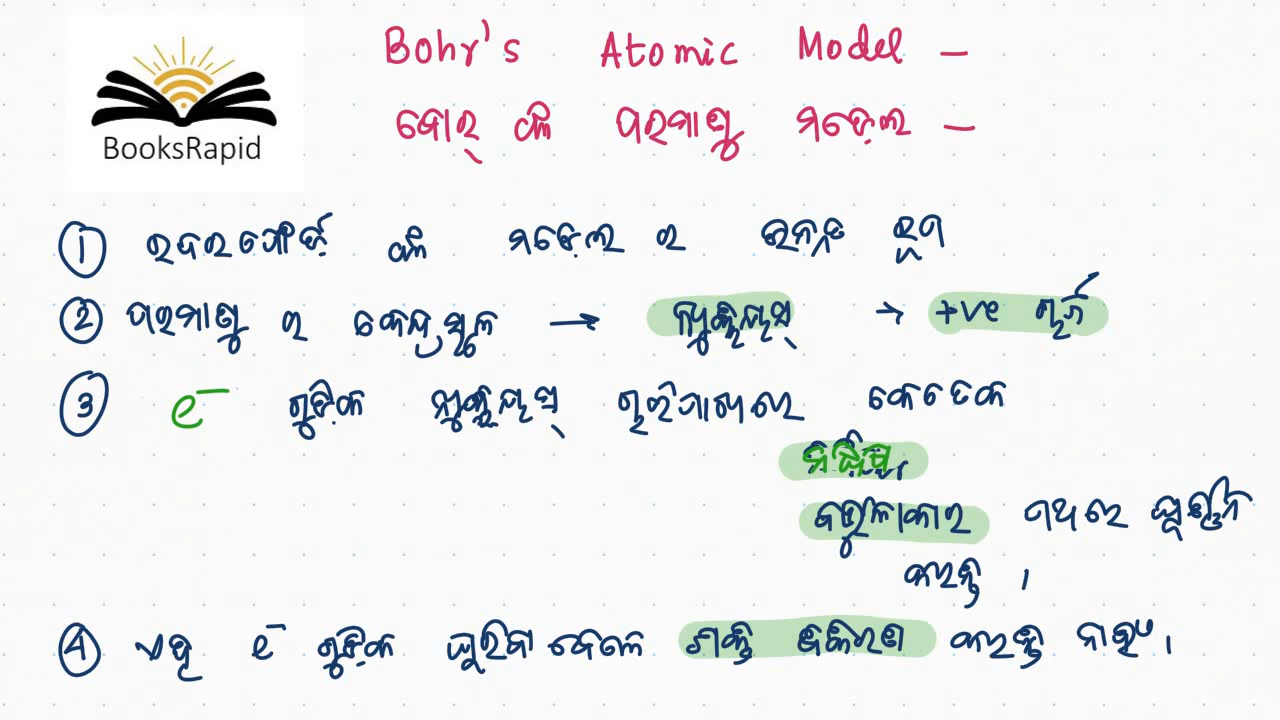 BooksRapid
Bohr's Atomic Model —
ବୋର୍ ଙ୍କ ପରମାଣୁ ମଡ଼େଲ —
① ରଦରଫୋର୍ଡ଼ ଙ୍କ ମଡ଼େଲ ର ଉନ୍ନତ ରୂପ
② ପରମାଣୁ ର କେନ୍ଦ୍ରସ୍ଥଳ → ନ୍ୟୁକ୍ଲିୟସ୍ → +ve ଚାର୍ଜ
③ e⁻ ଗୁଡ଼ିକ ନ୍ୟୁକ୍ଲିୟସ୍ ଚାରିପାଖରେ କେତେକ
ନିର୍ଦ୍ଦିଷ୍ଟ
ବର୍ତ୍ତୁଳାକାର ପଥରେ ଘୂର୍ଣ୍ଣନ
କରନ୍ତି ।
④ ଏହି e⁻ ଗୁଡ଼ିକ ଘୁରିବା ବେଳେ ଶକ୍ତି ବିକିରଣ କରନ୍ତି ନାହିଁ ।